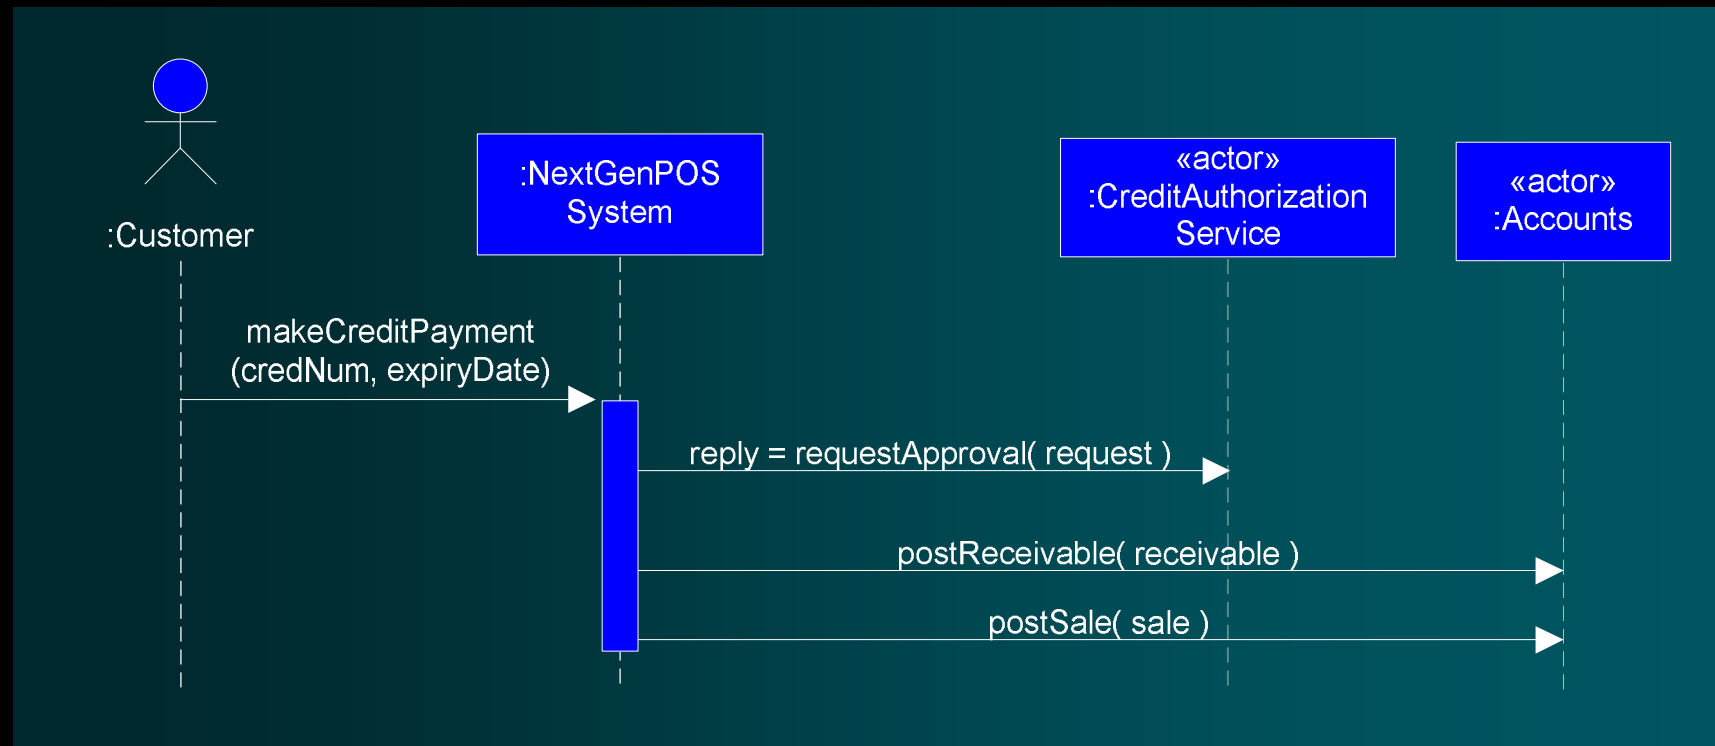 :Customer
:NextGenPOS
System
«actor»
:CreditAuthorization
Service
«actor»
:Accounts
makeCreditPayment
(credNum, expiryDate)
reply = requestApproval( request )
postReceivable( receivable )
postSale( sale )